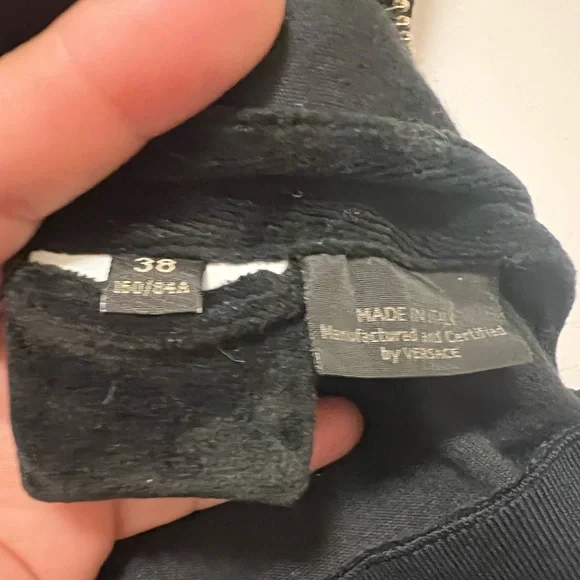 38
160/84A
MADE IN ITALY
Manufactured and Certified
by VERSACE